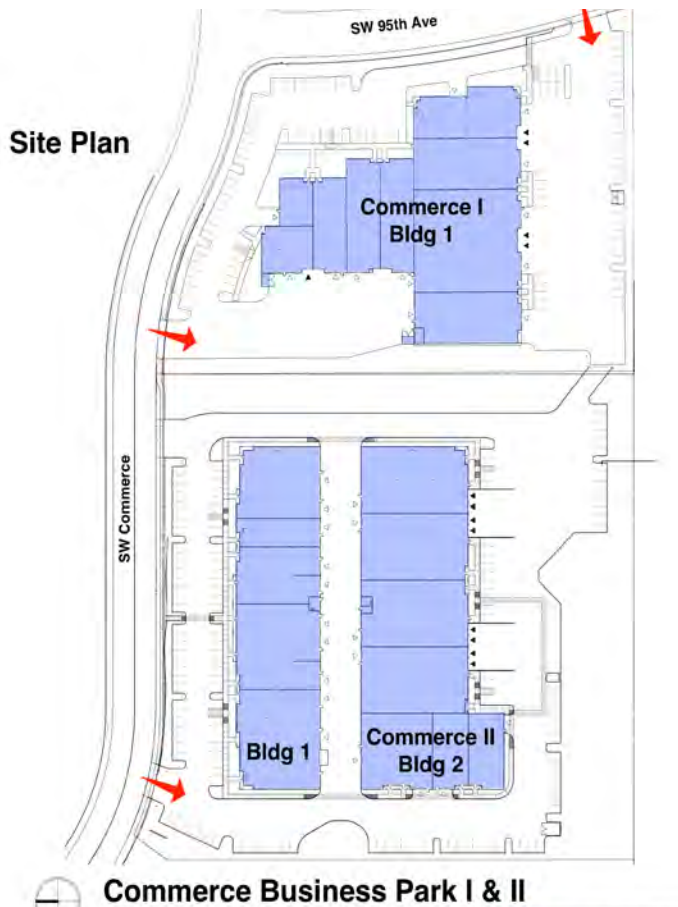 SW 95th Ave
Site Plan
Commerce I
Bldg 1
SW Commerce
Bldg 1
Commerce II
Bldg 2
Commerce Business Park I & II